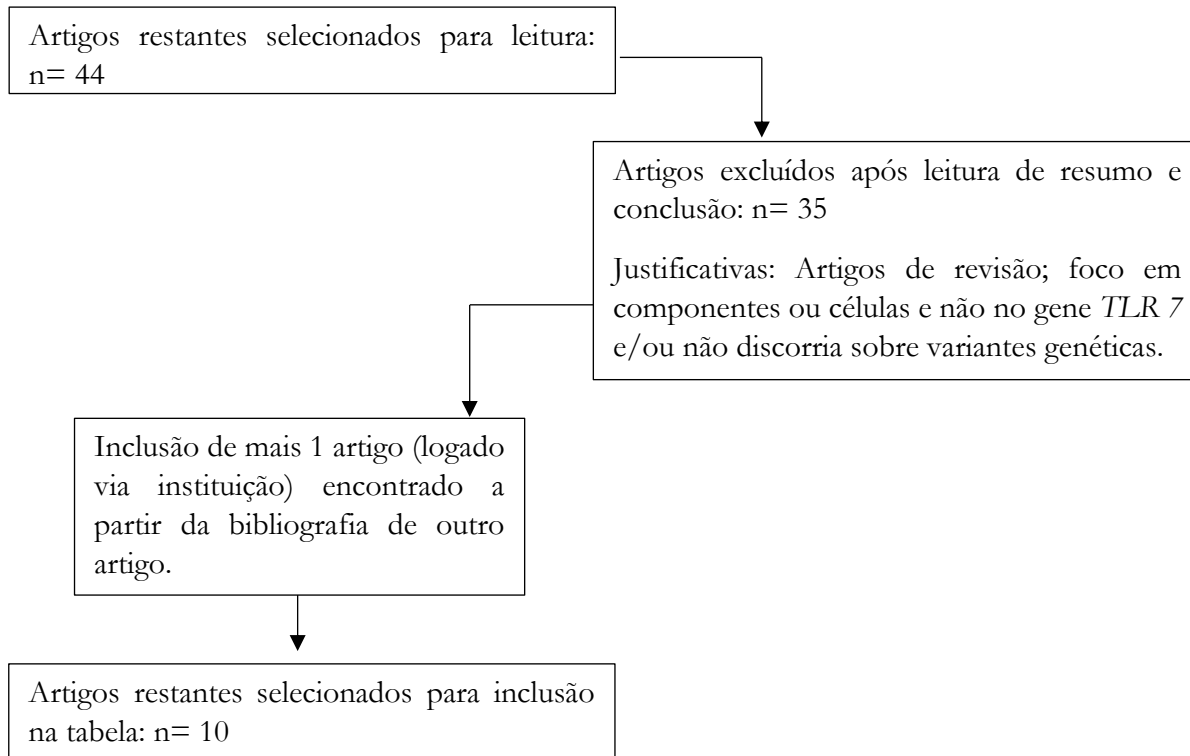 Artigos restantes selecionados para leitura:
n= 44
Artigos excluídos após leitura de resumo e
conclusão: n= 35
Justificativas: Artigos de revisão; foco em
componentes ou células e não no gene TLR 7
e/ou não discorria sobre variantes genéticas.
Inclusão de mais 1 artigo (logado
via instituição) encontrado a
partir da bibliografia de outro
artigo.
Artigos restantes selecionados para inclusão
na tabela: n= 10